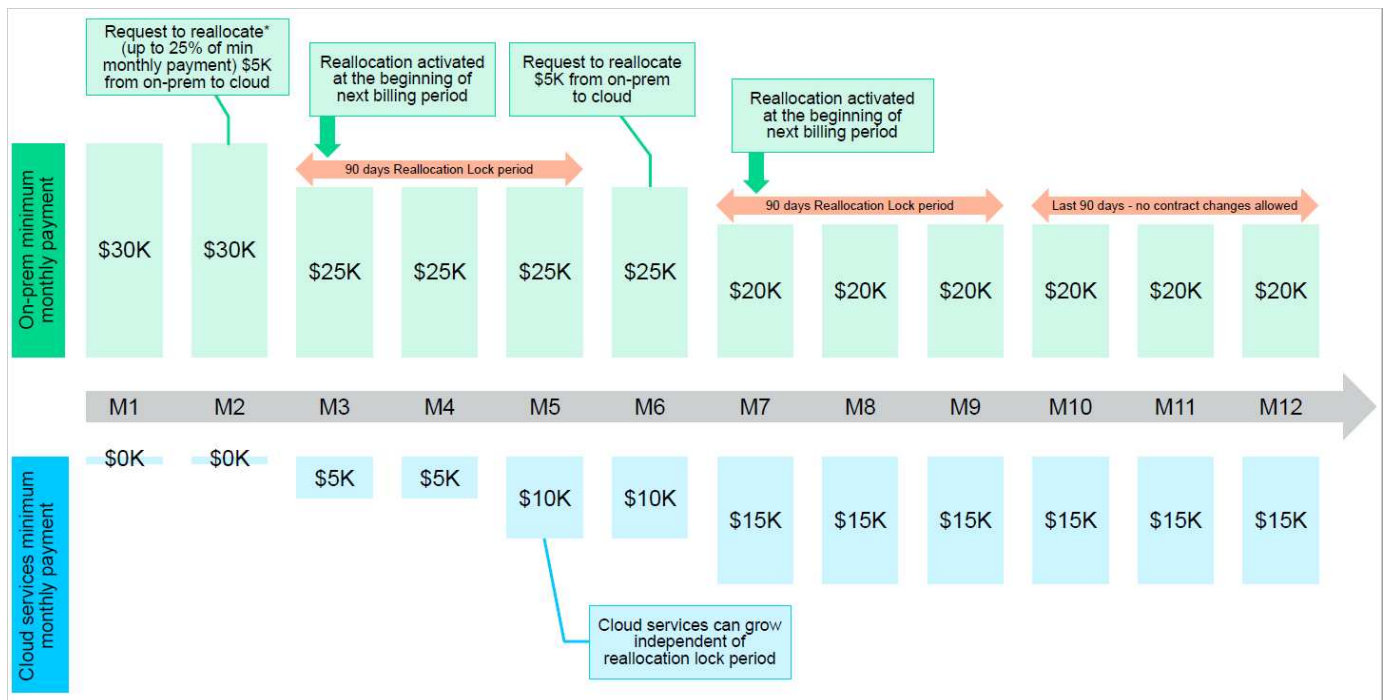 Request to reallocate*
(up to 25% of min
monthly payment) $5K
from on-prem to cloud
Reallocation activated
at the beginning of
next billing period
Request to reallocate
$5K from on-prem
to cloud
Reallocation activated
at the beginning of
next billing period
On-prem minimum
monthly payment
90 days Reallocation Lock period
90 days Reallocation Lock period
Last 90 days - no contract changes allowed
$30K $30K $25K $25K $25K $25K $20K $20K $20K $20K $20K $20K
M1 M2 M3 M4 M5 M6 M7 M8 M9 M10 M11 M12
Cloud services minimum
monthly payment
$0K $0K $5K $5K $10K $10K $15K $15K $15K $15K $15K $15K
Cloud services can grow
independent of
reallocation lock period